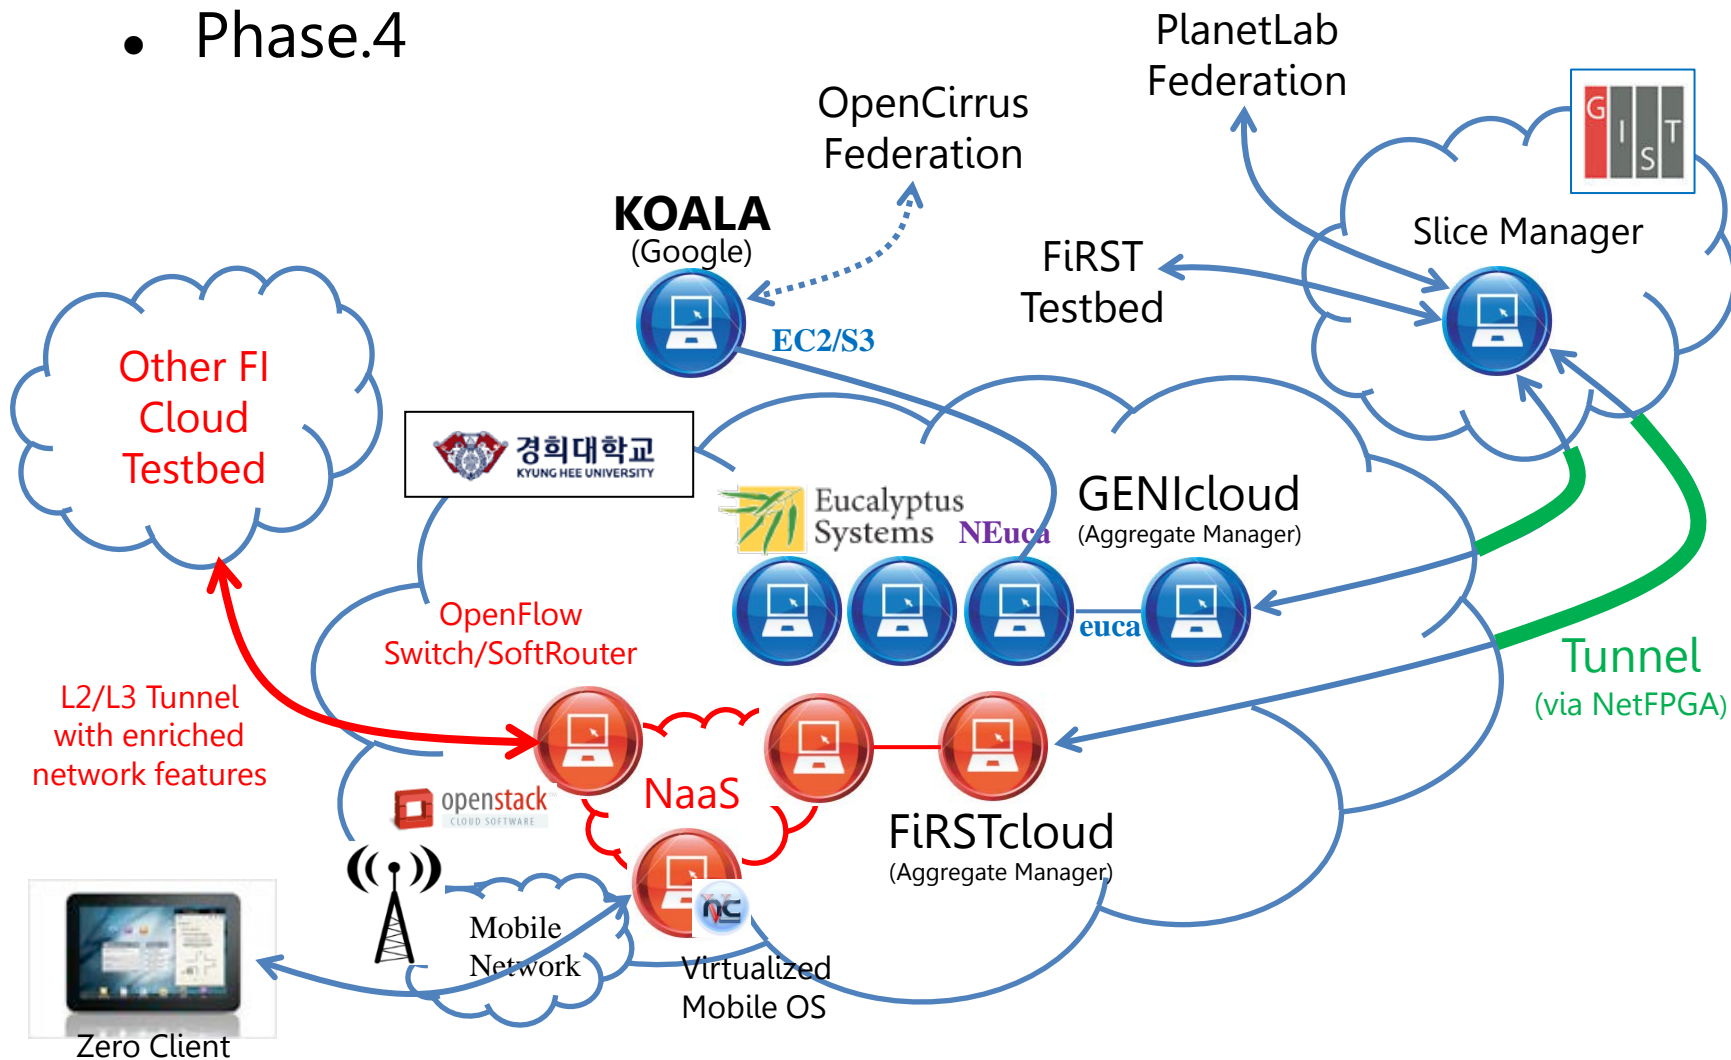 • Phase.4
PlanetLab
Federation
OpenCirrus
Federation
G
I
S
T
KOALA
(Google)
Slice Manager
FiRST
Testbed
EC2/S3
Other FI
Cloud
Testbed
경희대학교
KYUNG HEE UNIVERSITY
Eucalyptus
Systems
NEuca
GENIcloud
(Aggregate Manager)
euca
OpenFlow
Switch/SoftRouter
Tunnel
(via NetFPGA)
L2/L3 Tunnel
with enriched
network features
NaaS
openstack
CLOUD SOFTWARE
FiRSTcloud
(Aggregate Manager)
Mobile
Network
Virtualized
Mobile OS
Zero Client